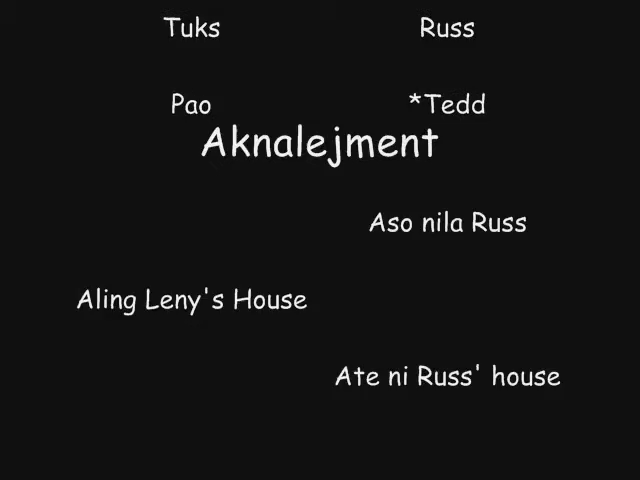 Tuks Russ
Pao *Tedd
Aknalejment
Aso nila Russ
Aling Leny's House
Ate ni Russ' house